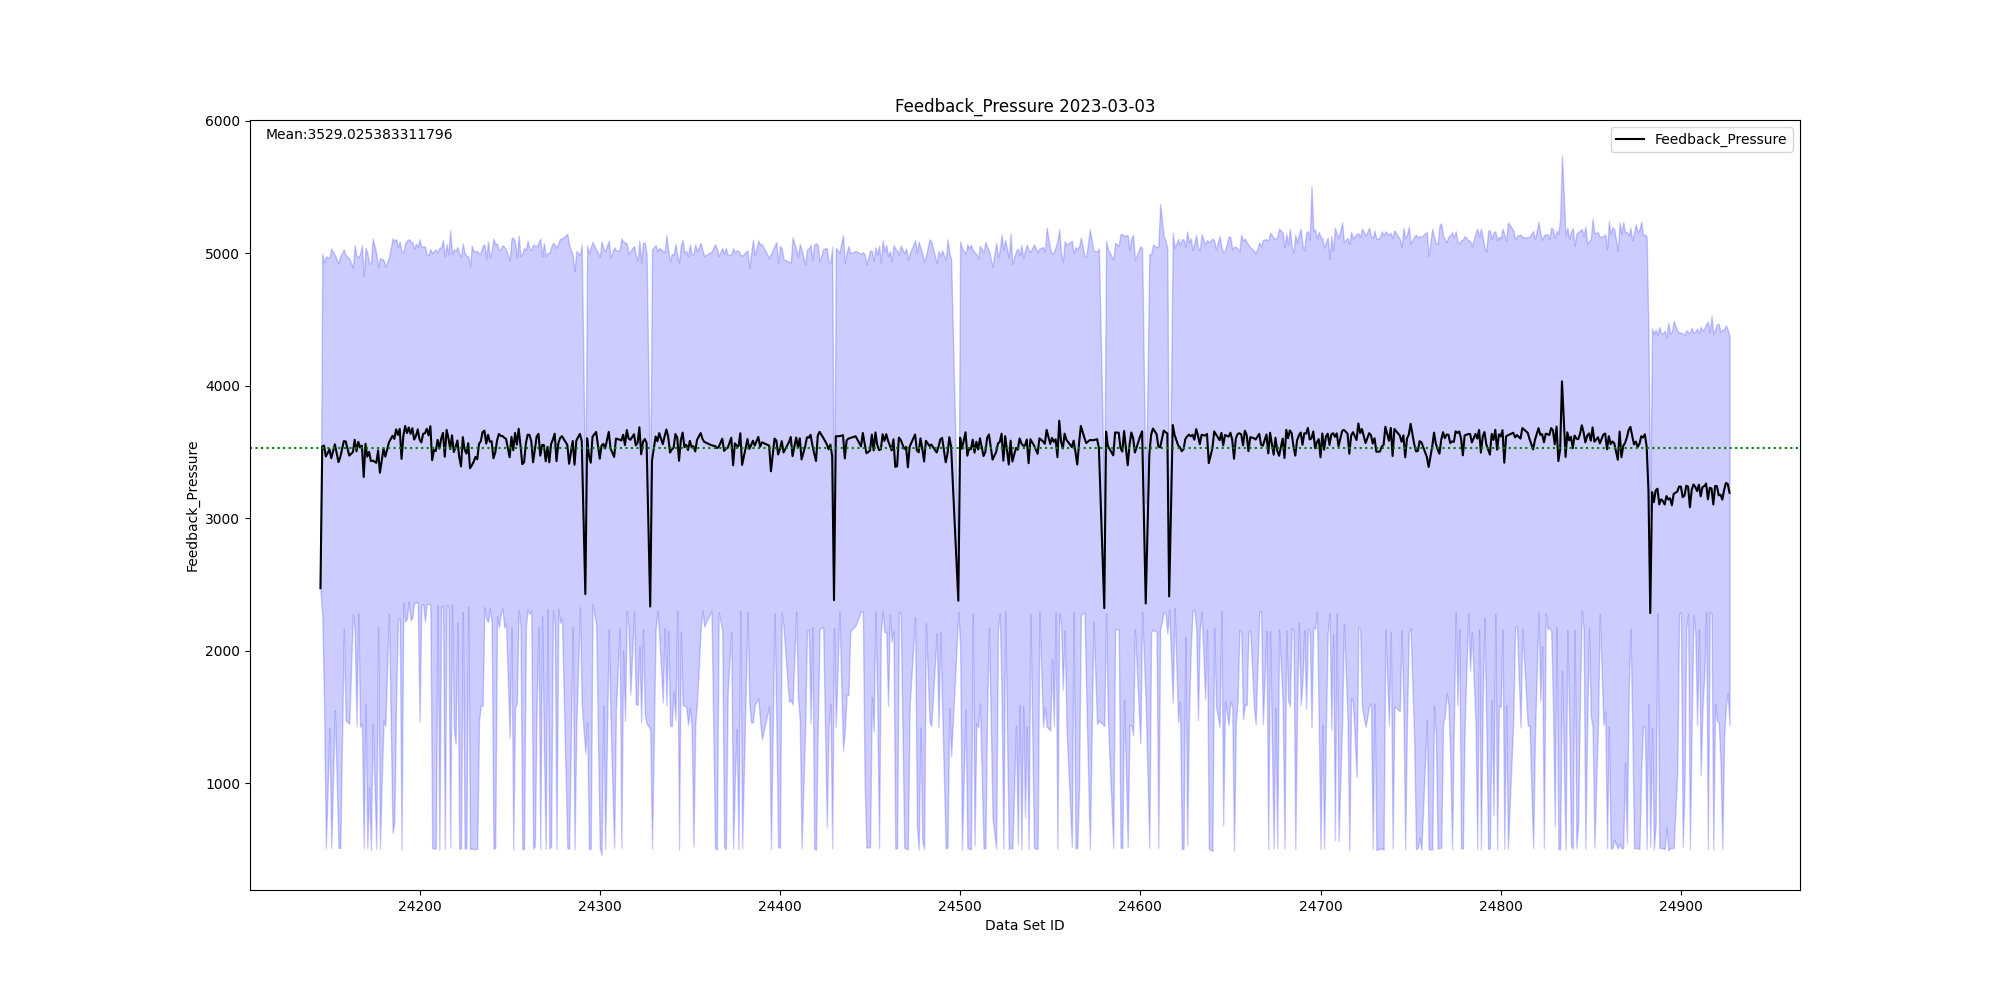 Feedback_Pressure 2023-03-03
Mean:3529.025383311796
Feedback_Pressure
6000
5000
4000
3000
2000
1000
Feedback_Pressure
24200 24300 24400 24500 24600 24700 24800 24900
Data Set ID